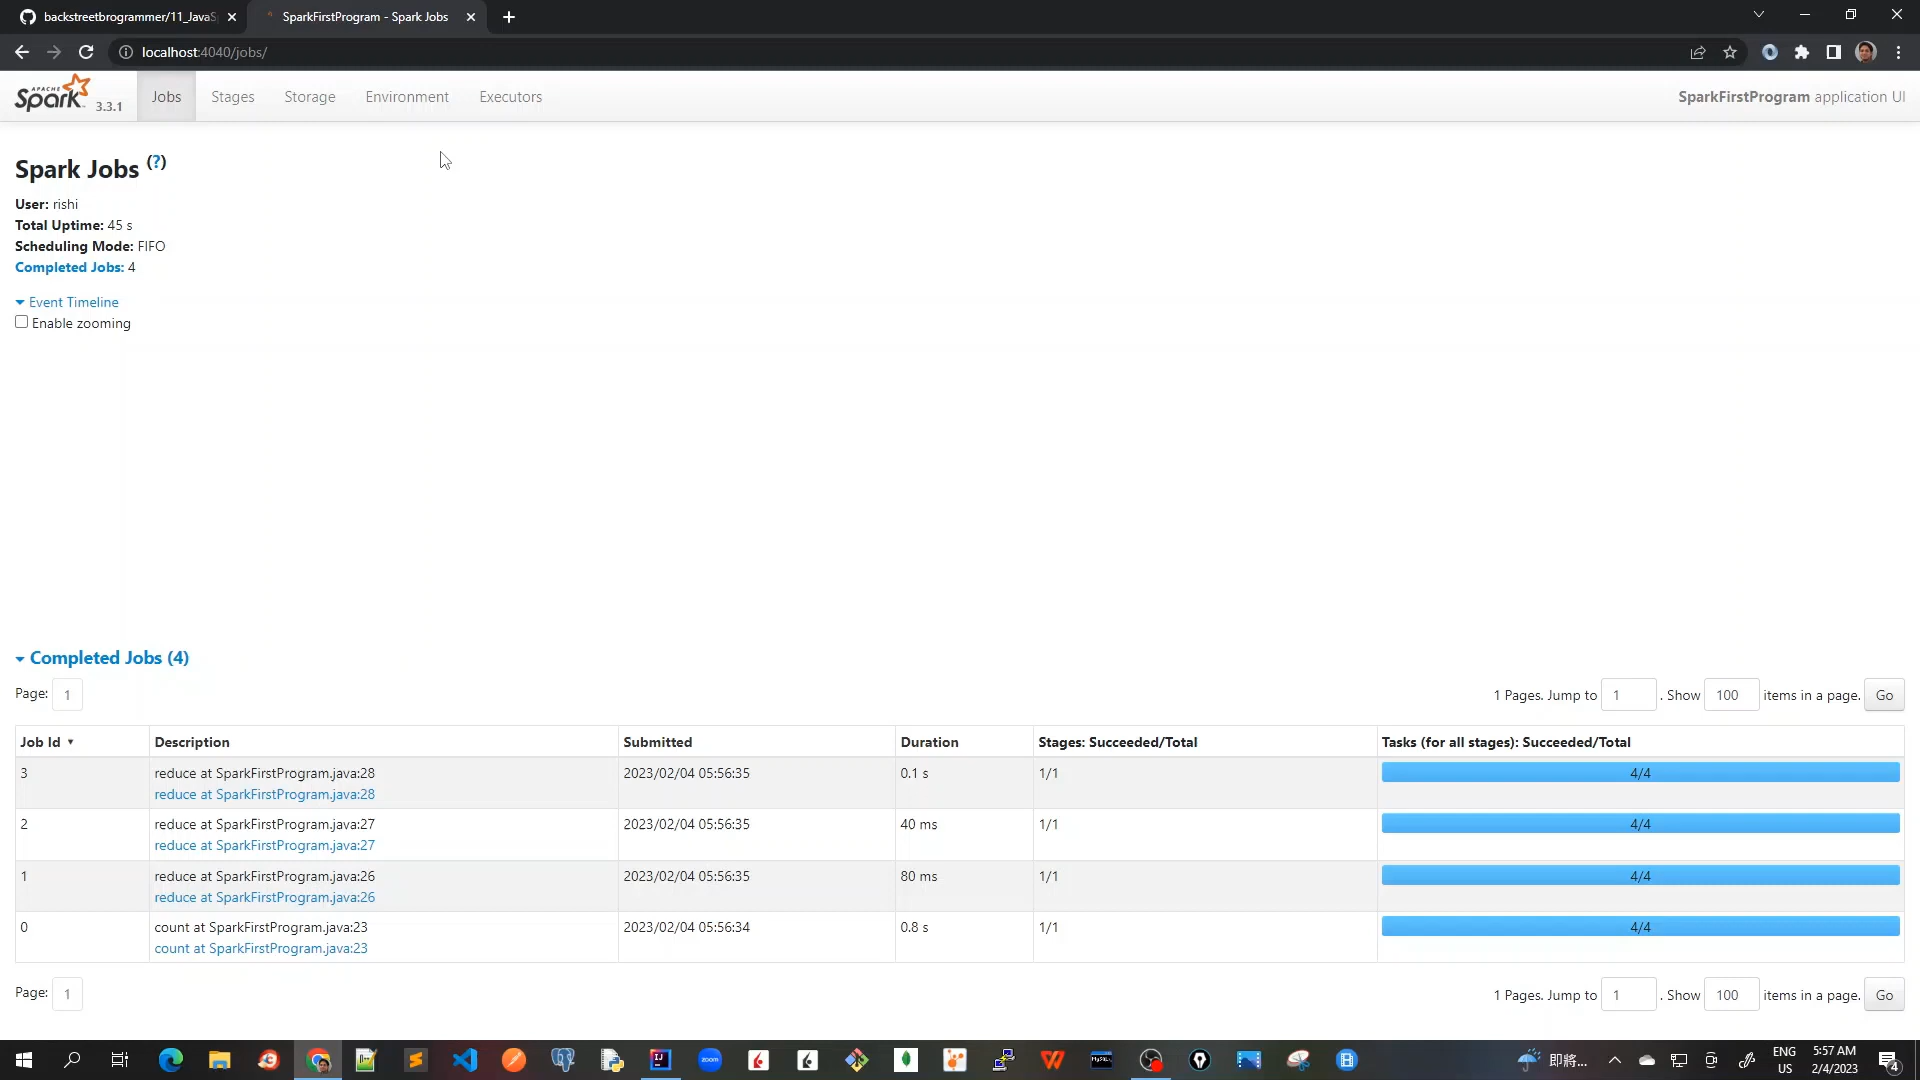 backstreetbrogrammer/11_JavaS
SparkFirstProgram - Spark Jobs
localhost:4040/jobs/
APACHE
Spark 3.3.1
Jobs
Stages
Storage
Environment
Executors
SparkFirstProgram application UI
Spark Jobs (?)
User: rishi
Total Uptime: 45 s
Scheduling Mode: FIFO
Completed Jobs: 4
Event Timeline
Enable zooming
Completed Jobs (4)
Page: 1
1 Pages. Jump to 1 . Show 100 items in a page. Go
Job Id ▾ Description Submitted Duration Stages: Succeeded/Total Tasks (for all stages): Succeeded/Total
3 reduce at SparkFirstProgram.java:28 2023/02/04 05:56:35 0.1 s 1/1 4/4
reduce at SparkFirstProgram.java:28
2 reduce at SparkFirstProgram.java:27 2023/02/04 05:56:35 40 ms 1/1 4/4
reduce at SparkFirstProgram.java:27
1 reduce at SparkFirstProgram.java:26 2023/02/04 05:56:35 80 ms 1/1 4/4
reduce at SparkFirstProgram.java:26
0 count at SparkFirstProgram.java:23 2023/02/04 05:56:34 0.8 s 1/1 4/4
count at SparkFirstProgram.java:23
Page: 1
1 Pages. Jump to 1 . Show 100 items in a page. Go
zoom
即將...
ENG
US
5:57 AM
2/4/2023
4